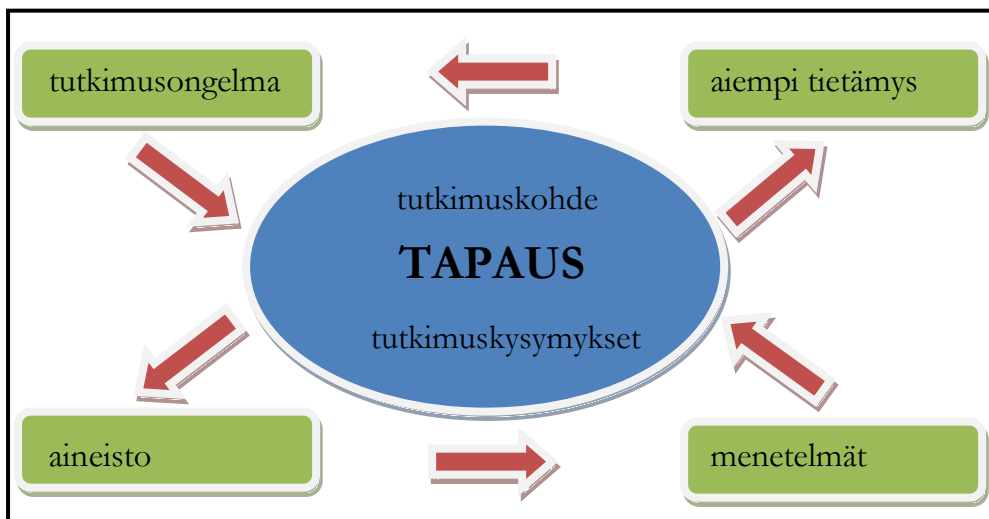 tutkimusongelma
aiempi tietämys
tutkimuskohde
TAPAUS
tutkimuskysymykset
aineisto
menetelmät